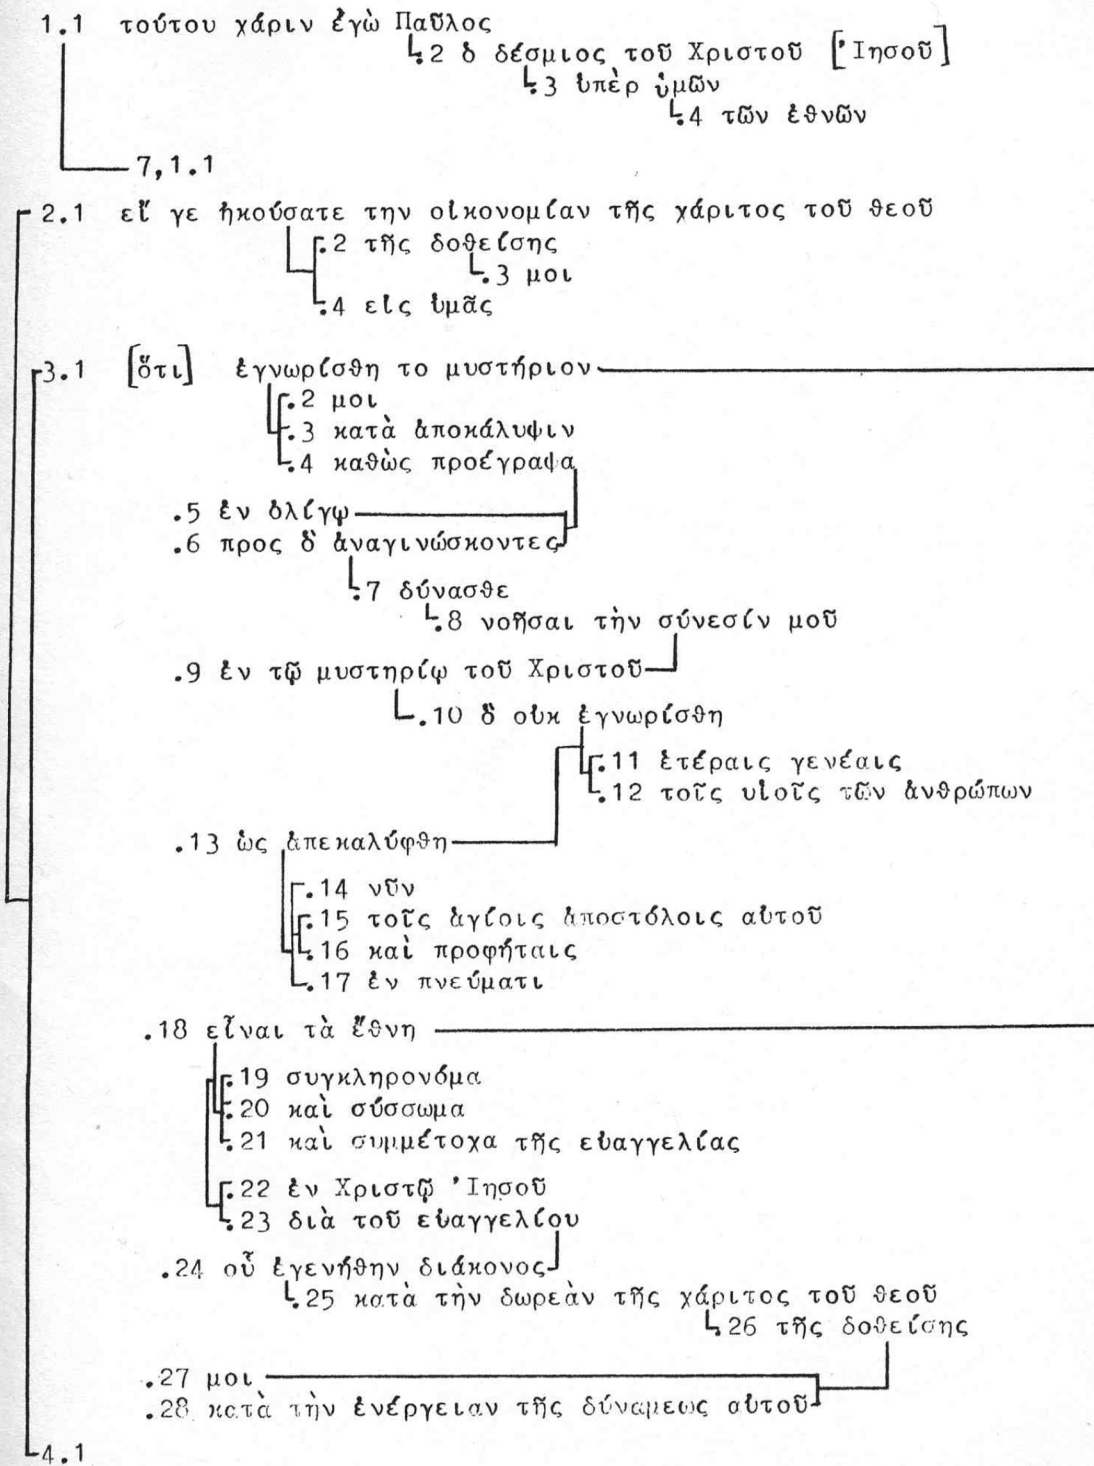 1.1 τούτου χάριν ἐγὼ Παῦλος
.2 ὁ δέσμιος τοῦ Χριστοῦ [Ἰησοῦ]
.3 ὑπὲρ ὑμῶν
.4 τῶν ἐθνῶν
7,1.1
2.1 εἴ γε ἠκούσατε την οἰκονομίαν τῆς χάριτος τοῦ θεοῦ
.2 τῆς δοθείσης
.3 μοι
.4 εἰς ὑμᾶς
3.1 [ὅτι] ἐγνωρίσθη το μυστήριον
.2 μοι
.3 κατὰ ἀποκάλυψιν
.4 καθὼς προέγραψα
.5 ἐν ὀλίγῳ
.6 προς ὃ ἀναγινώσκοντες
.7 δύνασθε
.8 νοῆσαι τὴν σύνεσίν μοῦ
.9 ἐν τῷ μυστηρίῳ τοῦ Χριστοῦ
.10 ὃ οὐκ ἐγνωρίσθη
.11 ἑτέραις γενέαις
.12 τοῖς υἱοῖς τῶν ἀνθρώπων
.13 ὡς ἀπεκαλύφθη
.14 νῦν
.15 τοῖς ἁγίοις ἀποστόλοις αὐτοῦ
.16 καὶ προφήταις
.17 ἐν πνεύματι
.18 εἶναι τὰ ἔθνη
.19 συγκληρονόμα
.20 καὶ σύσσωμα
.21 καὶ συμμέτοχα τῆς εὐαγγελίας
.22 ἐν Χριστῷ Ἰησοῦ
.23 διὰ τοῦ εὐαγγελίου
.24 οὗ ἐγενήθην διάκονος
.25 κατὰ τὴν δωρεὰν τῆς χάριτος τοῦ θεοῦ
.26 τῆς δοθείσης
.27 μοι
.28 κατὰ τὴν ἐνέργειαν τῆς δύναμεως αὐτοῦ
4.1